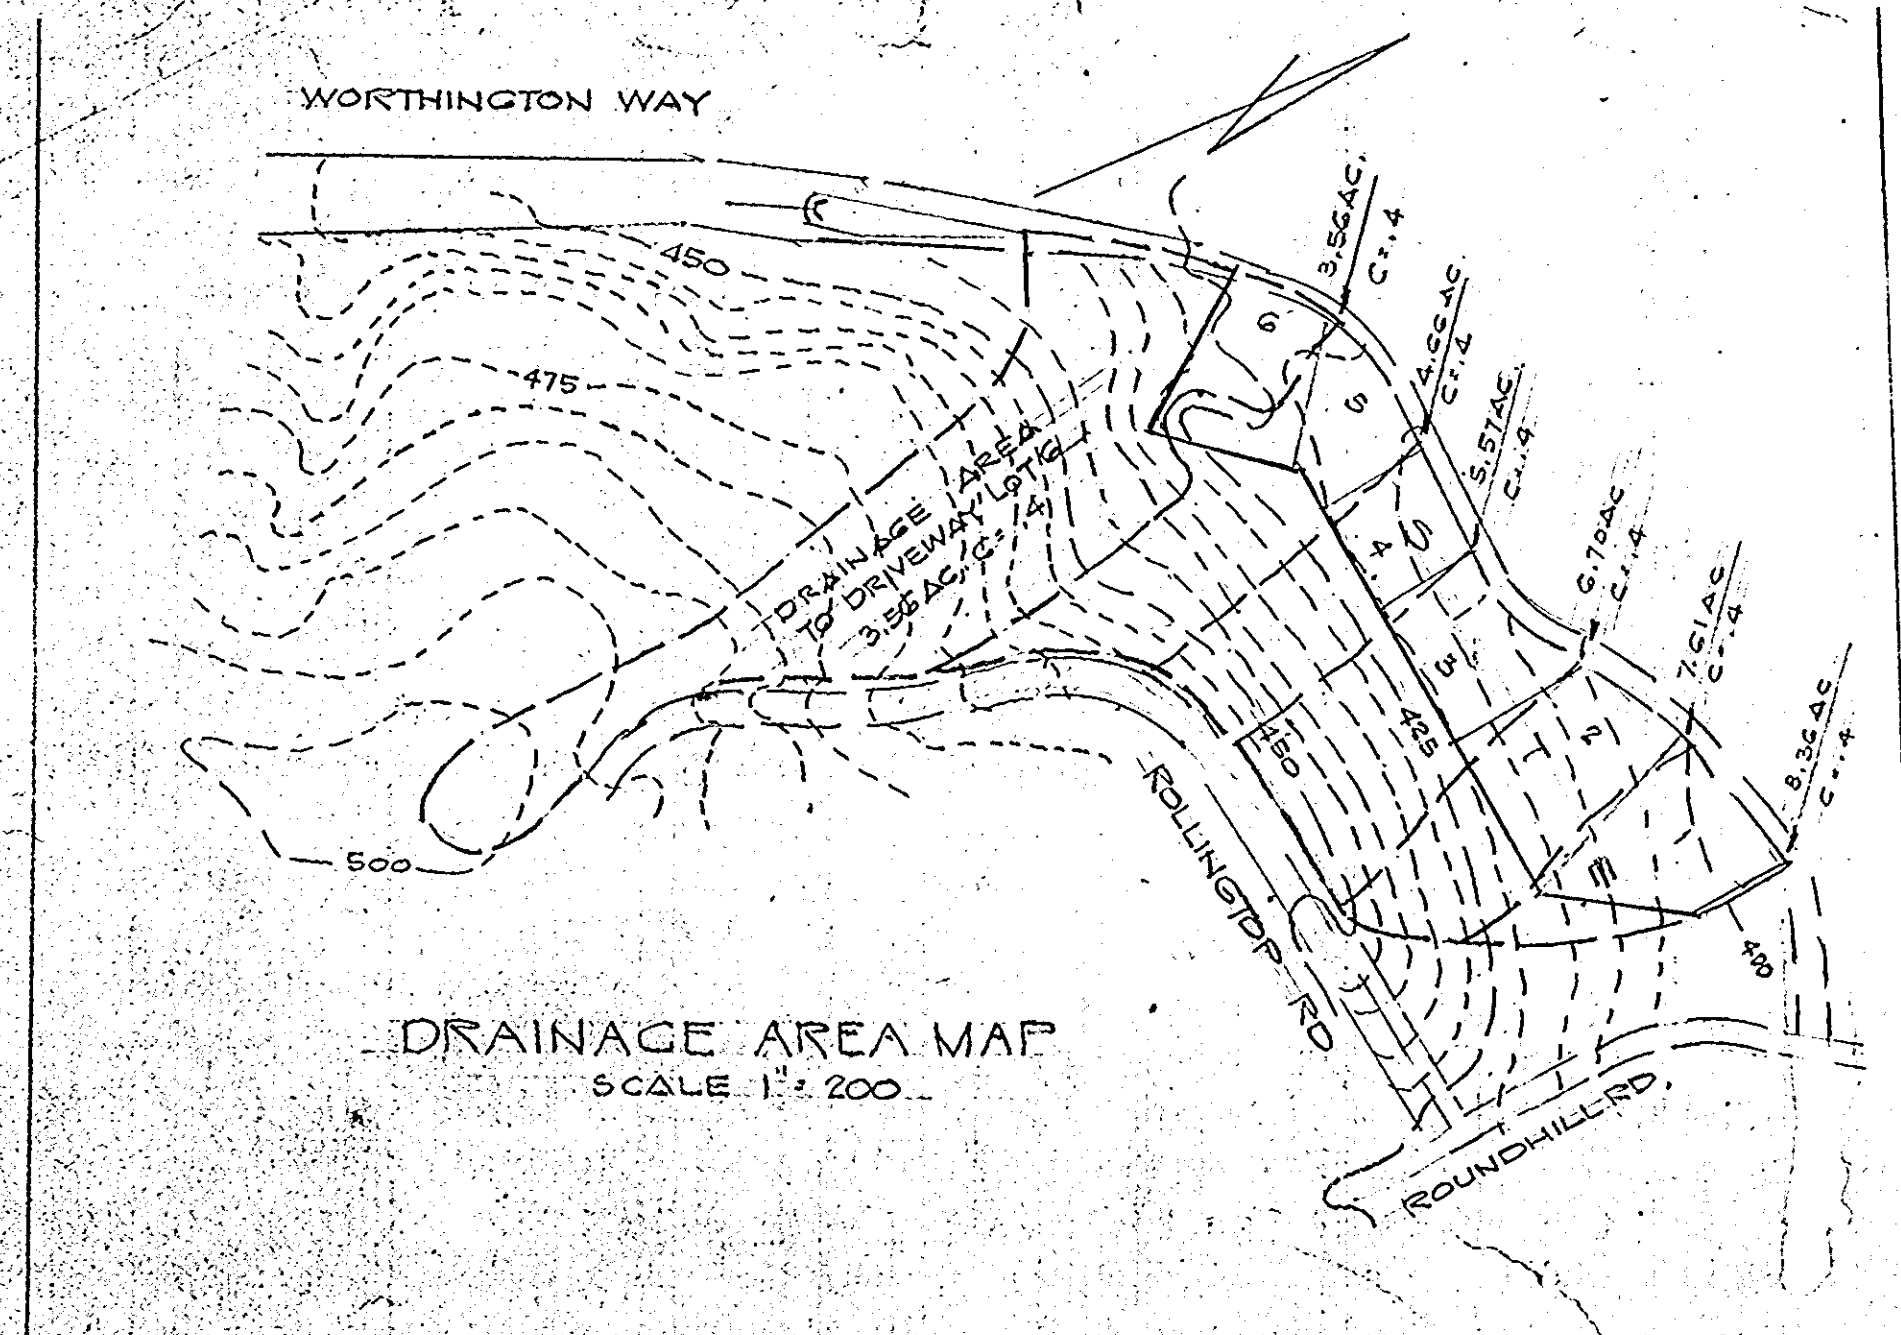 WORTHINGTON WAY
3.56 AC.
C=.4
4.66 AC.
C=.4
5.57 AC.
C=.4
6.70 AC
C=.4
7.61 AC
C=.4
8.36 AC
C=.4
450
475
500
DRAINAGE AREA
TO DRIVEWAY LOT 6
3.56 AC. C=.4
6
5
4
3
2
SITE
450
425
400
ROLLINGTOP RD
ROUNDHILL RD.
DRAINAGE AREA MAP
SCALE 1"= 200